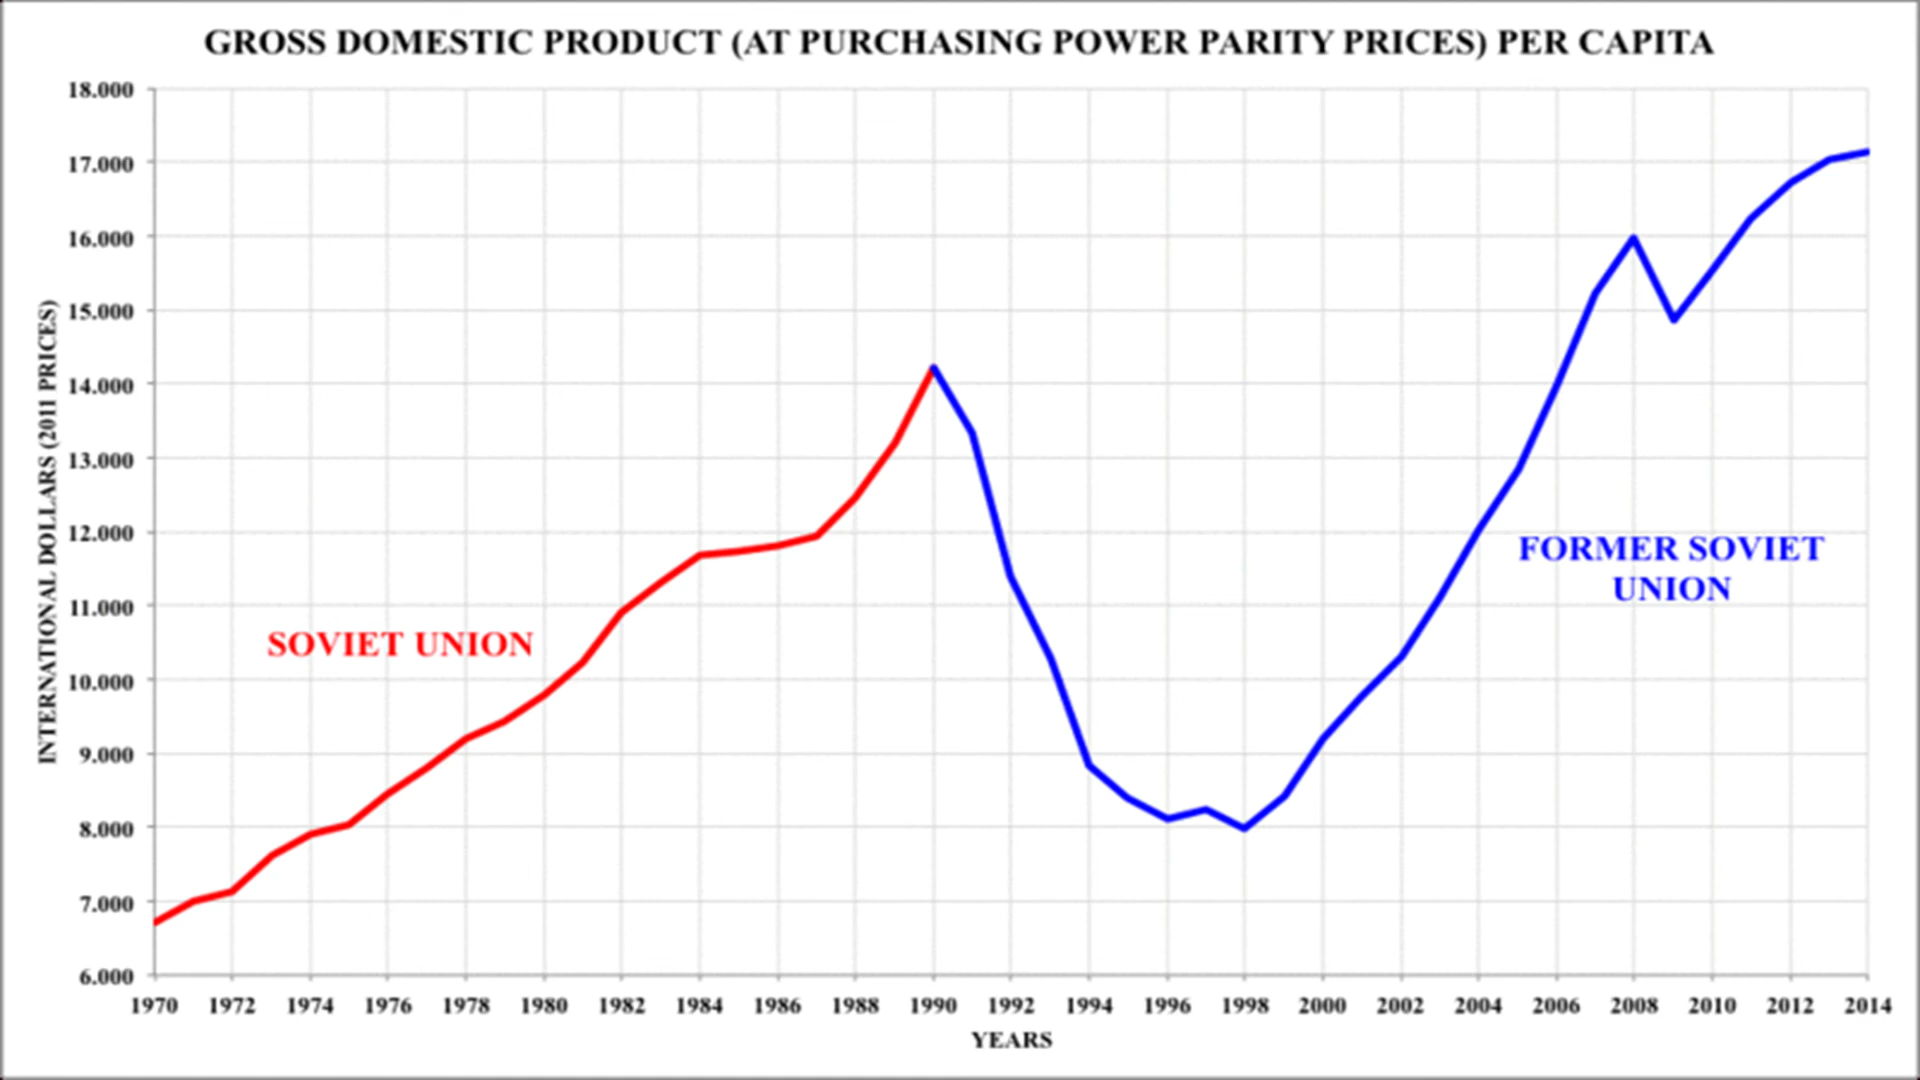 GROSS DOMESTIC PRODUCT (AT PURCHASING POWER PARITY PRICES) PER CAPITA
18.000
17.000
16.000
15.000
14.000
13.000
12.000
11.000
10.000
9.000
8.000
7.000
6.000
INTERNATIONAL DOLLARS (2011 PRICES)
SOVIET UNION
FORMER SOVIET
UNION
1970 1972 1974 1976 1978 1980 1982 1984 1986 1988 1990 1992 1994 1996 1998 2000 2002 2004 2006 2008 2010 2012 2014
YEARS